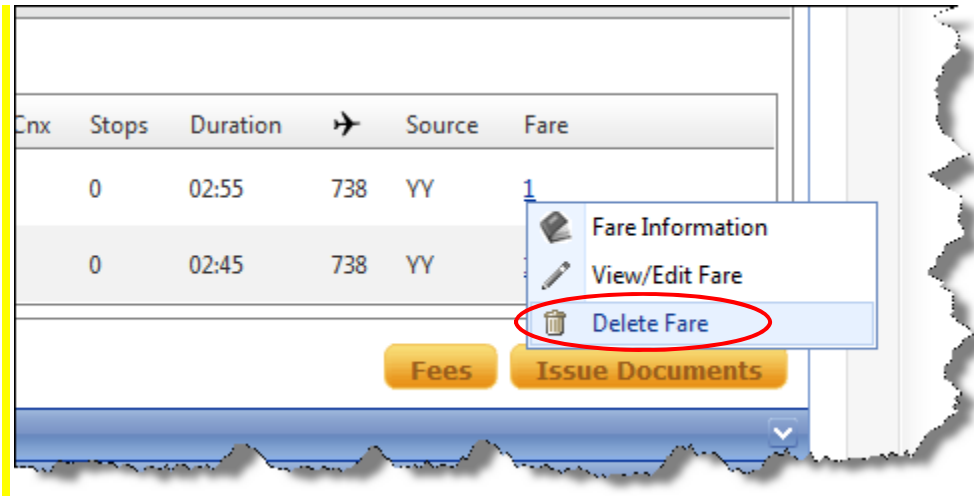 Cnx Stops Duration ✈ Source Fare
0 02:55 738 YY 1
Fare Information
0 02:45 738 YY
View/Edit Fare
Delete Fare
Fees Issue Documents